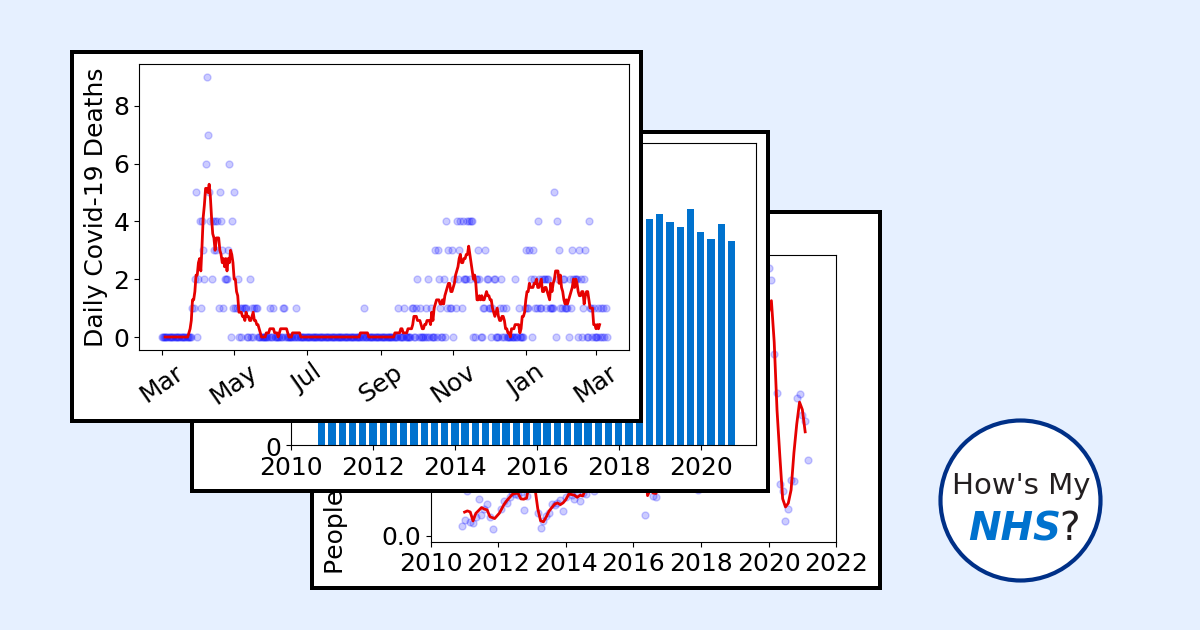 Daily Covid-19 Deaths
8
6
4
2
0
Mar May Jul Sep Nov Jan Mar
0
2010 2012 2014 2016 2018 2020
People
0.0
2010 2012 2014 2016 2018 2020 2022
How's My
NHS?